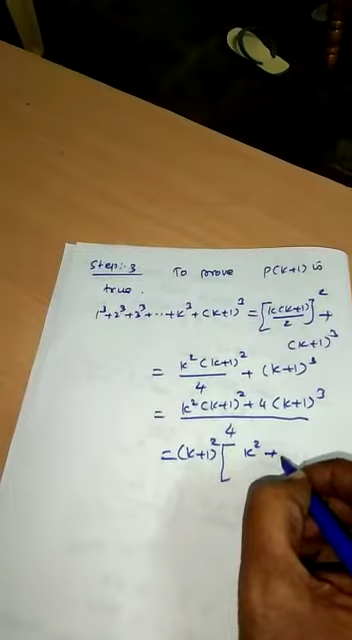 Step:-3 To prove P(k+1) is
true.
1³+2³+3³+...+k³+(k+1)³ = [k(k+1)/2]² +
(k+1)³
= k²(k+1)²/4 + (k+1)³
= k²(k+1)²+4(k+1)³/4
=(k+1)²[ k² +